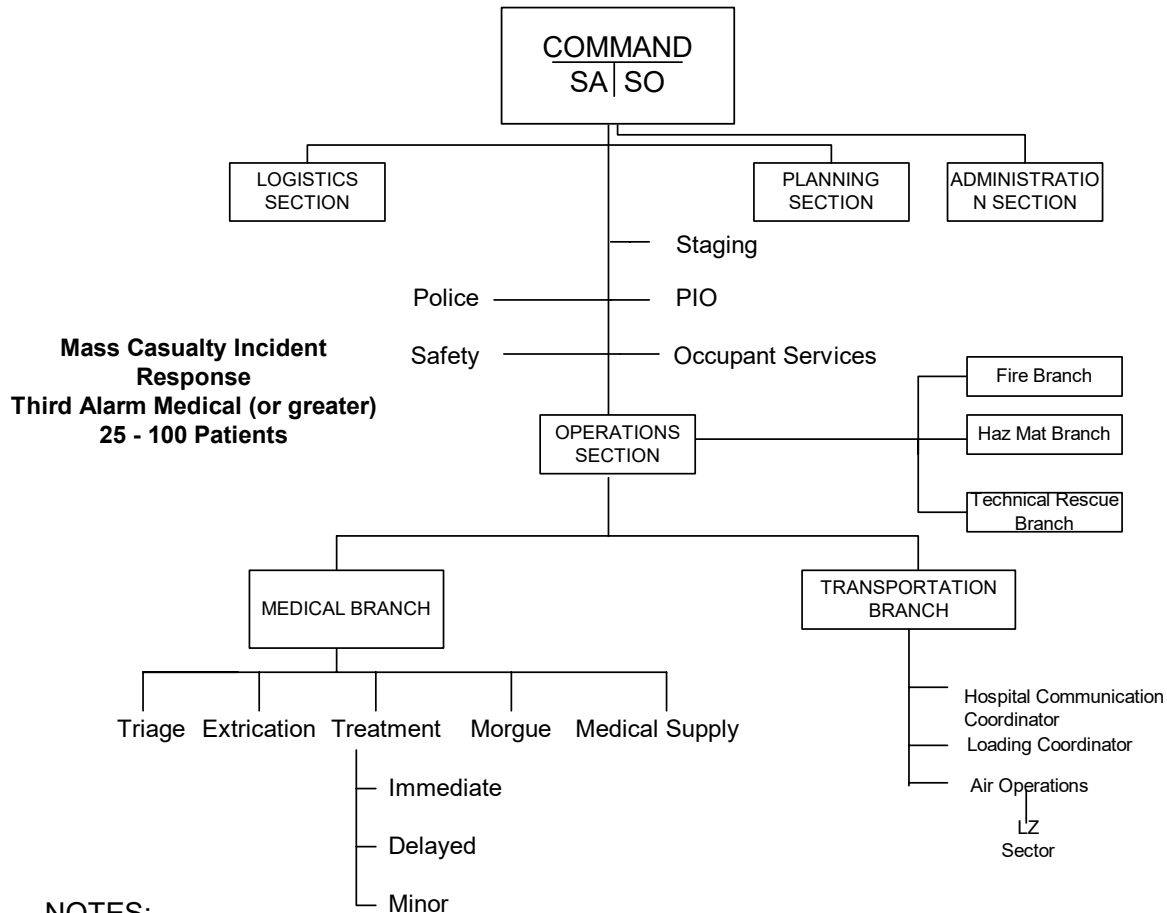 COMMAND
SA SO
LOGISTICS
SECTION
PLANNING
SECTION
ADMINISTRATIO
N SECTION
Staging
Police
PIO
Safety
Occupant Services
Mass Casualty Incident
Response
Third Alarm Medical (or greater)
25 - 100 Patients
Fire Branch
OPERATIONS
SECTION
Haz Mat Branch
Technical Rescue
Branch
MEDICAL BRANCH
TRANSPORTATION
BRANCH
Triage
Extrication
Treatment
Morgue
Medical Supply
Immediate
Delayed
Minor
Hospital Communication
Coordinator
Loading Coordinator
Air Operations
LZ
Sector
NOTES: